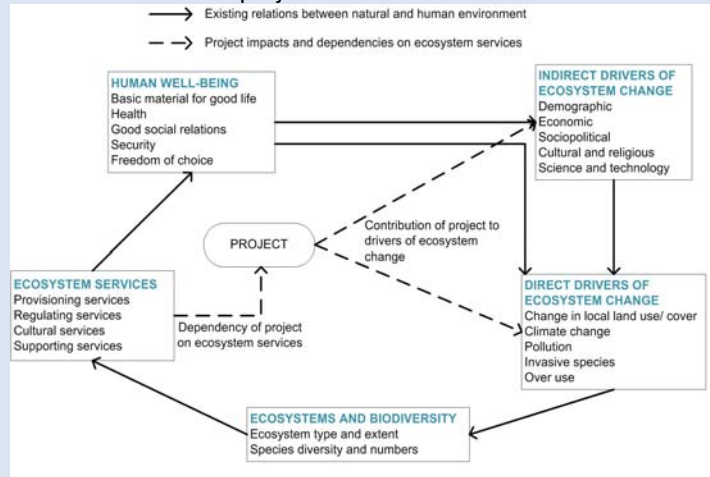 Existing relations between natural and human environment
Project impacts and dependencies on ecosystem services
HUMAN WELL-BEING
Basic material for good life
Health
Good social relations
Security
Freedom of choice
INDIRECT DRIVERS OF
ECOSYSTEM CHANGE
Demographic
Economic
Sociopolitical
Cultural and religious
Science and technology
PROJECT
Contribution of project to
drivers of ecosystem
change
ECOSYSTEM SERVICES
Provisioning services
Regulating services
Cultural services
Supporting services
Dependency of project
on ecosystem services
DIRECT DRIVERS OF
ECOSYSTEM CHANGE
Change in local land use/ cover
Climate change
Pollution
Invasive species
Over use
ECOSYSTEMS AND BIODIVERSITY
Ecosystem type and extent
Species diversity and numbers